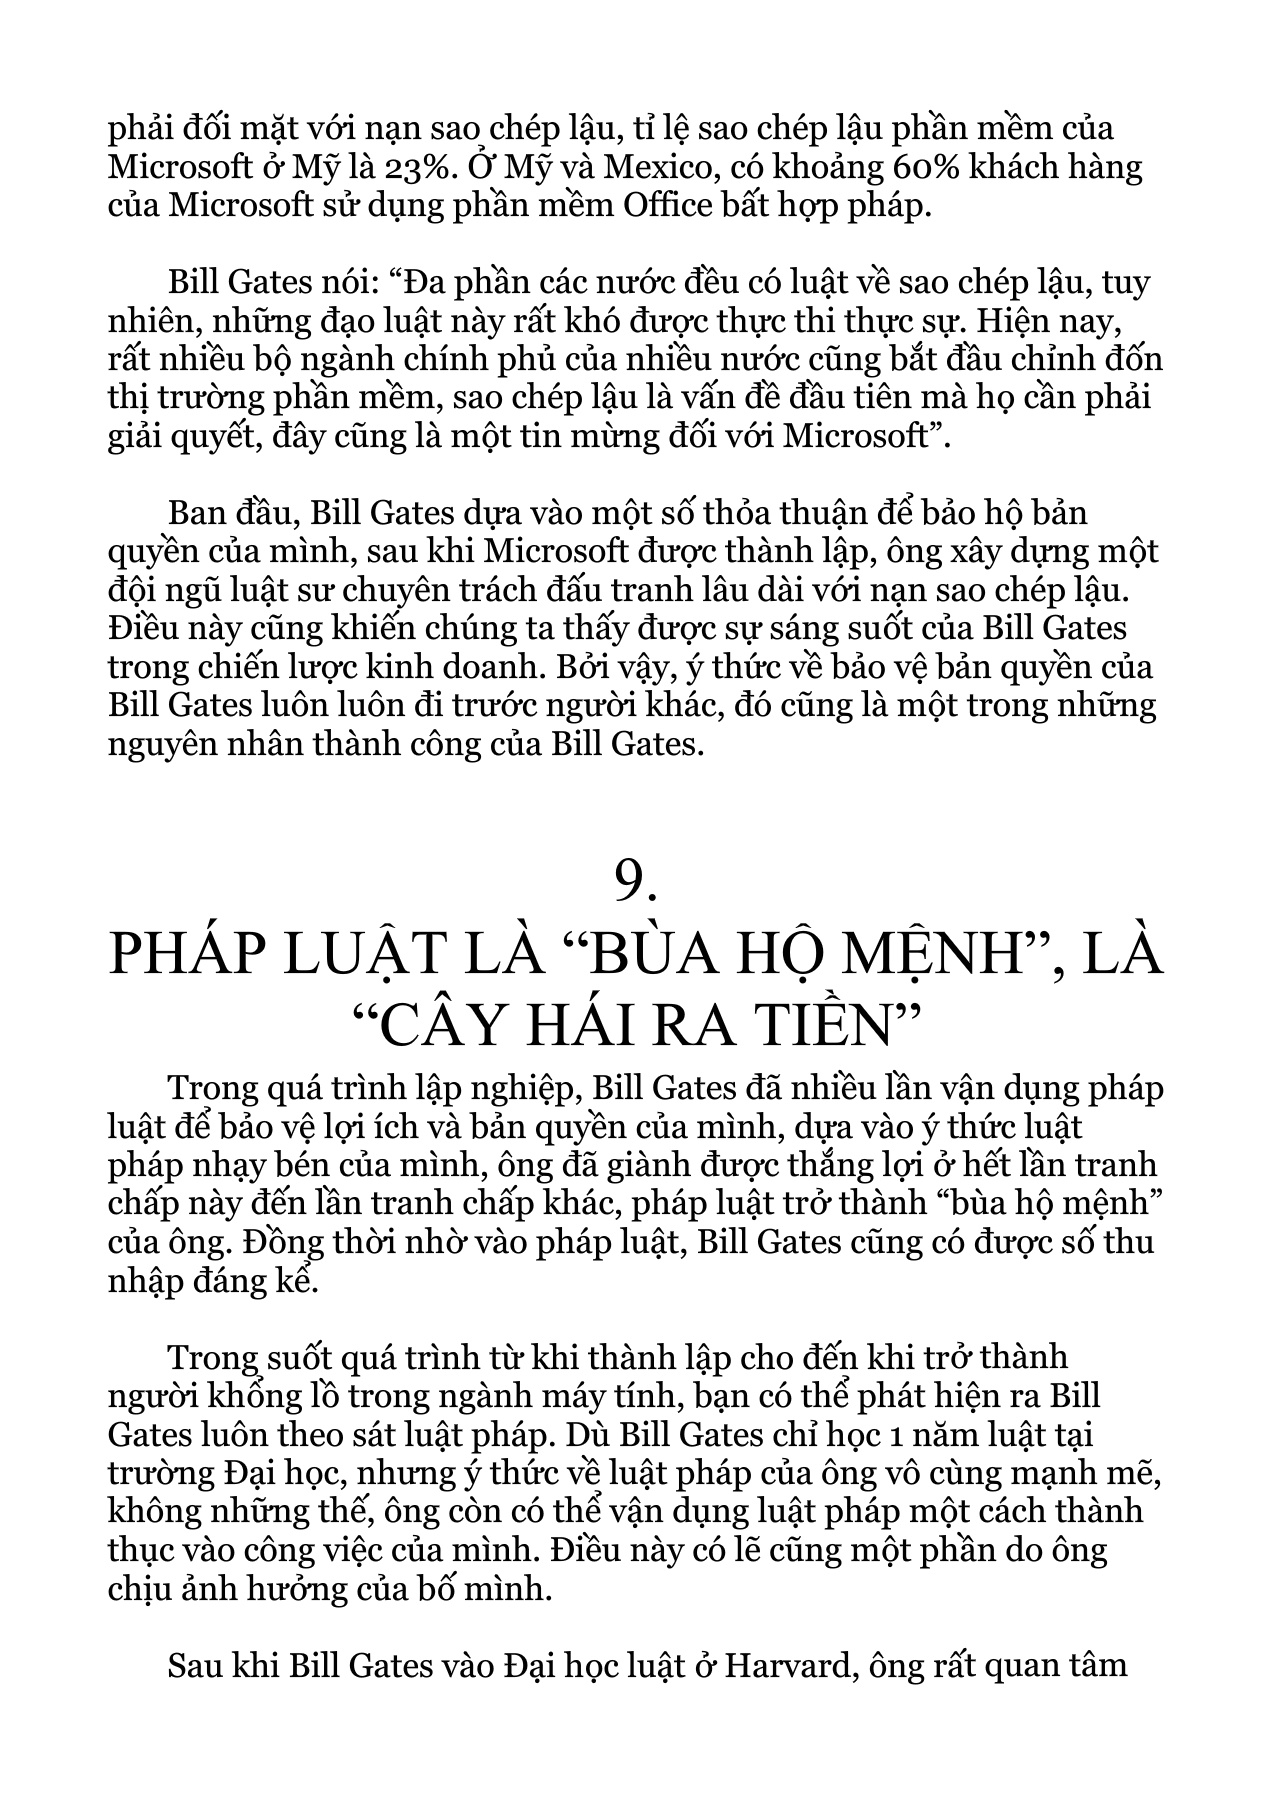 phải đối mặt với nạn sao chép lậu, tỉ lệ sao chép lậu phần mềm của
Microsoft ở Mỹ là 23%. Ở Mỹ và Mexico, có khoảng 60% khách hàng
của Microsoft sử dụng phần mềm Office bất hợp pháp.
Bill Gates nói: “Đa phần các nước đều có luật về sao chép lậu, tuy
nhiên, những đạo luật này rất khó được thực thi thực sự. Hiện nay,
rất nhiều bộ ngành chính phủ của nhiều nước cũng bắt đầu chỉnh đốn
thị trường phần mềm, sao chép lậu là vấn đề đầu tiên mà họ cần phải
giải quyết, đây cũng là một tin mừng đối với Microsoft”.
Ban đầu, Bill Gates dựa vào một số thỏa thuận để bảo hộ bản
quyền của mình, sau khi Microsoft được thành lập, ông xây dựng một
đội ngũ luật sư chuyên trách đấu tranh lâu dài với nạn sao chép lậu.
Điều này cũng khiến chúng ta thấy được sự sáng suốt của Bill Gates
trong chiến lược kinh doanh. Bởi vậy, ý thức về bảo vệ bản quyền của
Bill Gates luôn luôn đi trước người khác, đó cũng là một trong những
nguyên nhân thành công của Bill Gates.
9.
PHÁP LUẬT LÀ “BÙA HỘ MỆNH”, LÀ
“CÂY HÁI RA TIỀN”
Trong quá trình lập nghiệp, Bill Gates đã nhiều lần vận dụng pháp
luật để bảo vệ lợi ích và bản quyền của mình, dựa vào ý thức luật
pháp nhạy bén của mình, ông đã giành được thắng lợi ở hết lần tranh
chấp này đến lần tranh chấp khác, pháp luật trở thành “bùa hộ mệnh”
của ông. Đồng thời nhờ vào pháp luật, Bill Gates cũng có được số thu
nhập đáng kể.
Trong suốt quá trình từ khi thành lập cho đến khi trở thành
người khổng lồ trong ngành máy tính, bạn có thể phát hiện ra Bill
Gates luôn theo sát luật pháp. Dù Bill Gates chỉ học 1 năm luật tại
trường Đại học, nhưng ý thức về luật pháp của ông vô cùng mạnh mẽ,
không những thế, ông còn có thể vận dụng luật pháp một cách thành
thục vào công việc của mình. Điều này có lẽ cũng một phần do ông
chịu ảnh hưởng của bố mình.
Sau khi Bill Gates vào Đại học luật ở Harvard, ông rất quan tâm